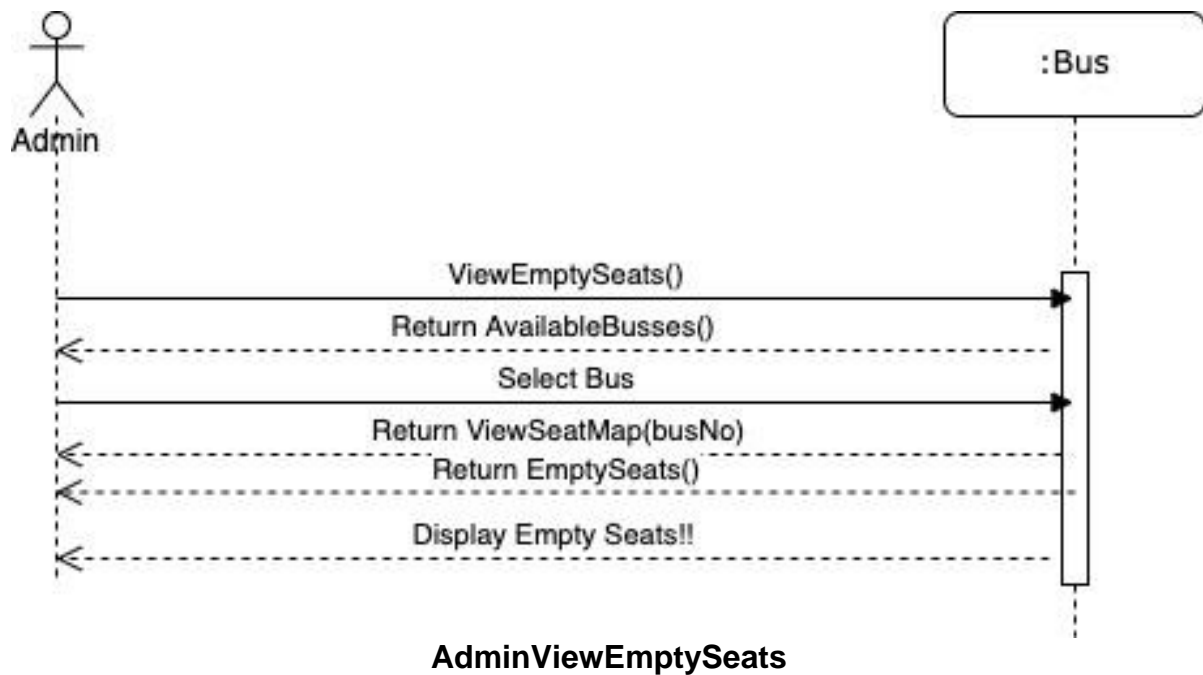 :Bus
Admin
ViewEmptySeats()
Return AvailableBusses()
Select Bus
Return ViewSeatMap(busNo)
Return EmptySeats()
Display Empty Seats!!
AdminViewEmptySeats